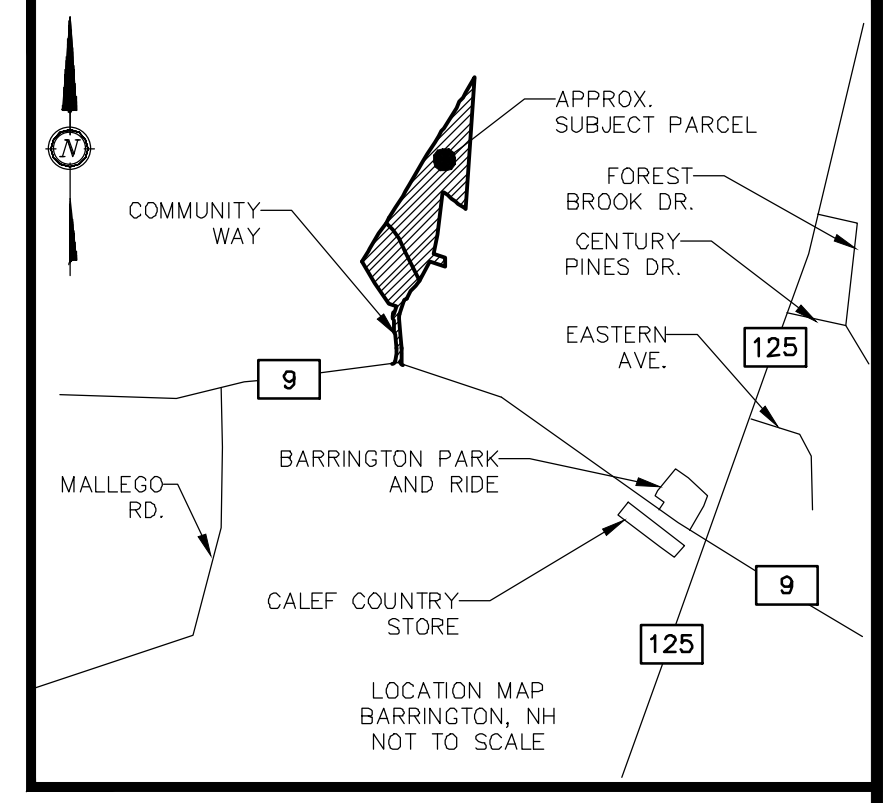 APPROX.
SUBJECT PARCEL
N
FOREST
BROOK DR.
COMMUNITY
WAY
CENTURY
PINES DR.
EASTERN
AVE.
125
9
BARRINGTON PARK
AND RIDE
MALLEGO
RD.
9
CALEF COUNTRY
STORE
125
LOCATION MAP
BARRINGTON, NH
NOT TO SCALE